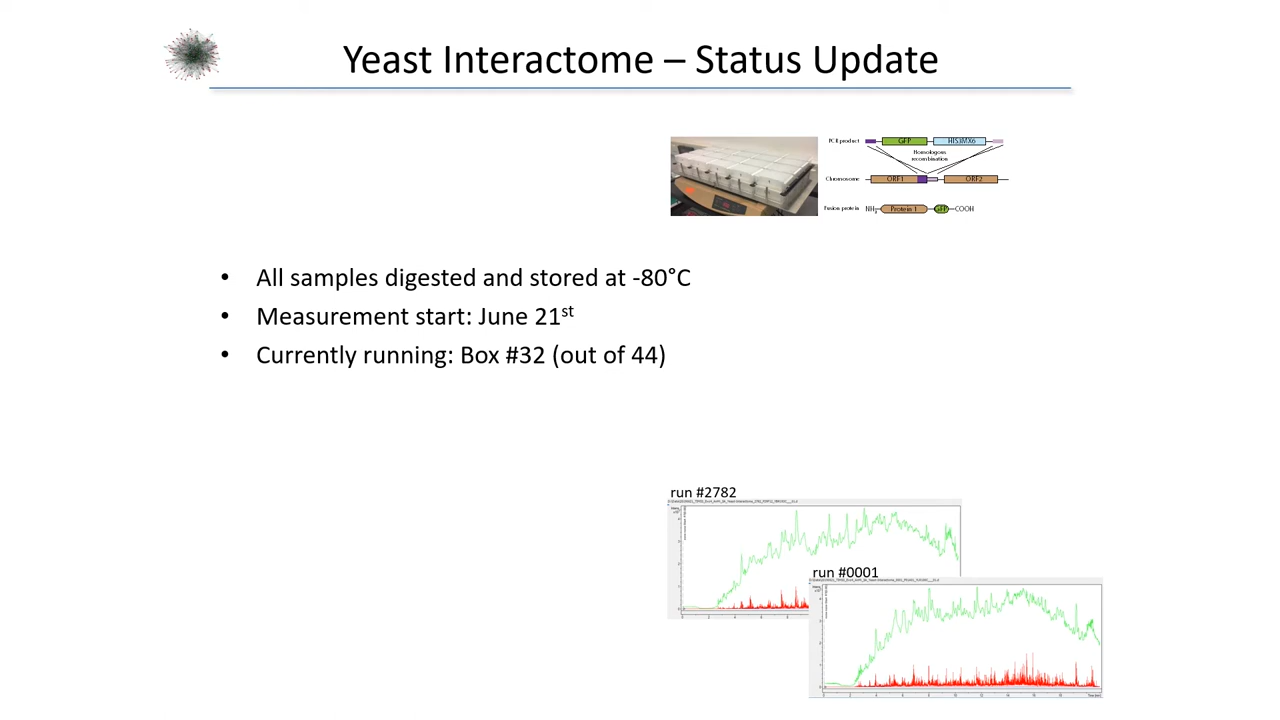 Yeast Interactome – Status Update
PCR product
GFP
HIS3MX6
Homologous
recombination
Chromosome
ORF1
ORF2
Fusion protein
NH2
Protein 1
GFP
COOH
• All samples digested and stored at -80°C
• Measurement start: June 21st
• Currently running: Box #32 (out of 44)
run #2782
run #0001